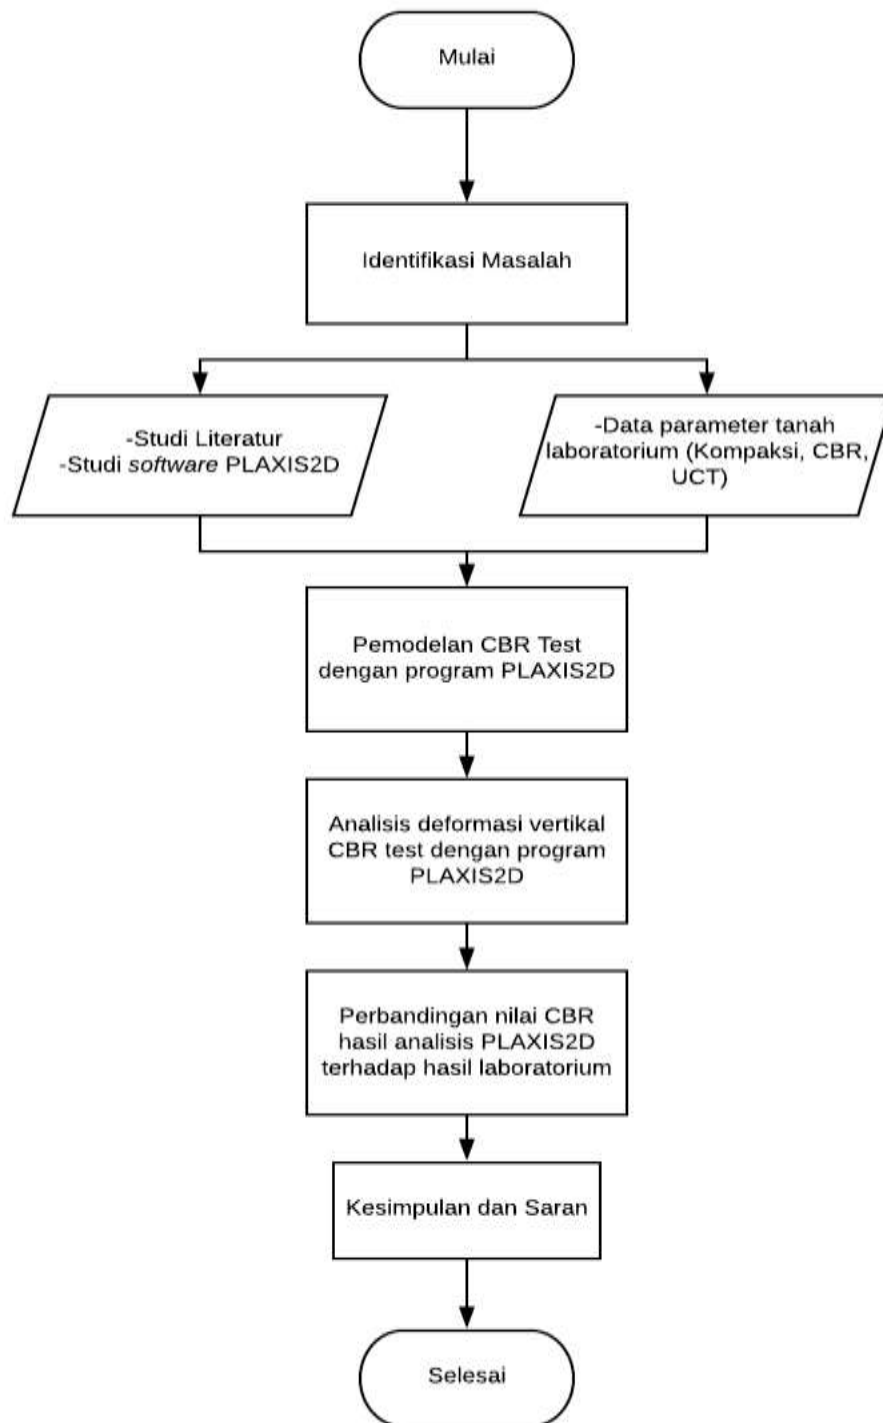 Mulai
Identifikasi Masalah
-Studi Literatur
-Studi software PLAXIS2D
-Data parameter tanah
laboratorium (Kompaksi, CBR,
UCT)
Pemodelan CBR Test
dengan program PLAXIS2D
Analisis deformasi vertikal
CBR test dengan program
PLAXIS2D
Perbandingan nilai CBR
hasil analisis PLAXIS2D
terhadap hasil laboratorium
Kesimpulan dan Saran
Selesai